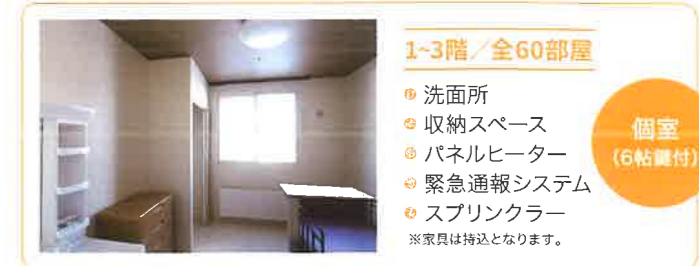 1~3階／全60部屋
洗面所
収納スペース
パネルヒーター
緊急通報システム
スプリンクラー
※家具は持込となります。
個室
(6帖鍵付)